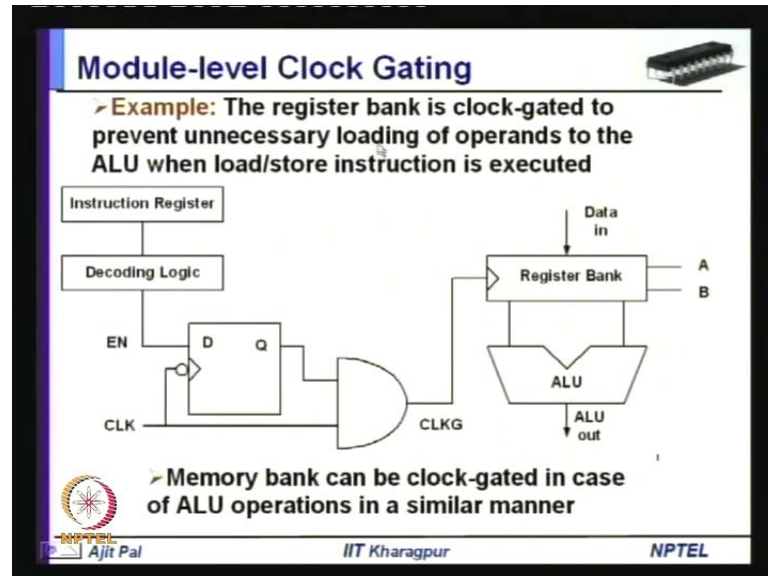 Module-level Clock Gating
➢Example: The register bank is clock-gated to
prevent unnecessary loading of operands to the
ALU when load/store instruction is executed
Instruction Register
Decoding Logic
Data
in
Register Bank
A
B
EN
D
Q
CLK
CLKG
ALU
ALU
out
➢Memory bank can be clock-gated in case
of ALU operations in a similar manner
NPTEL
Ajit Pal
IIT Kharagpur
NPTEL